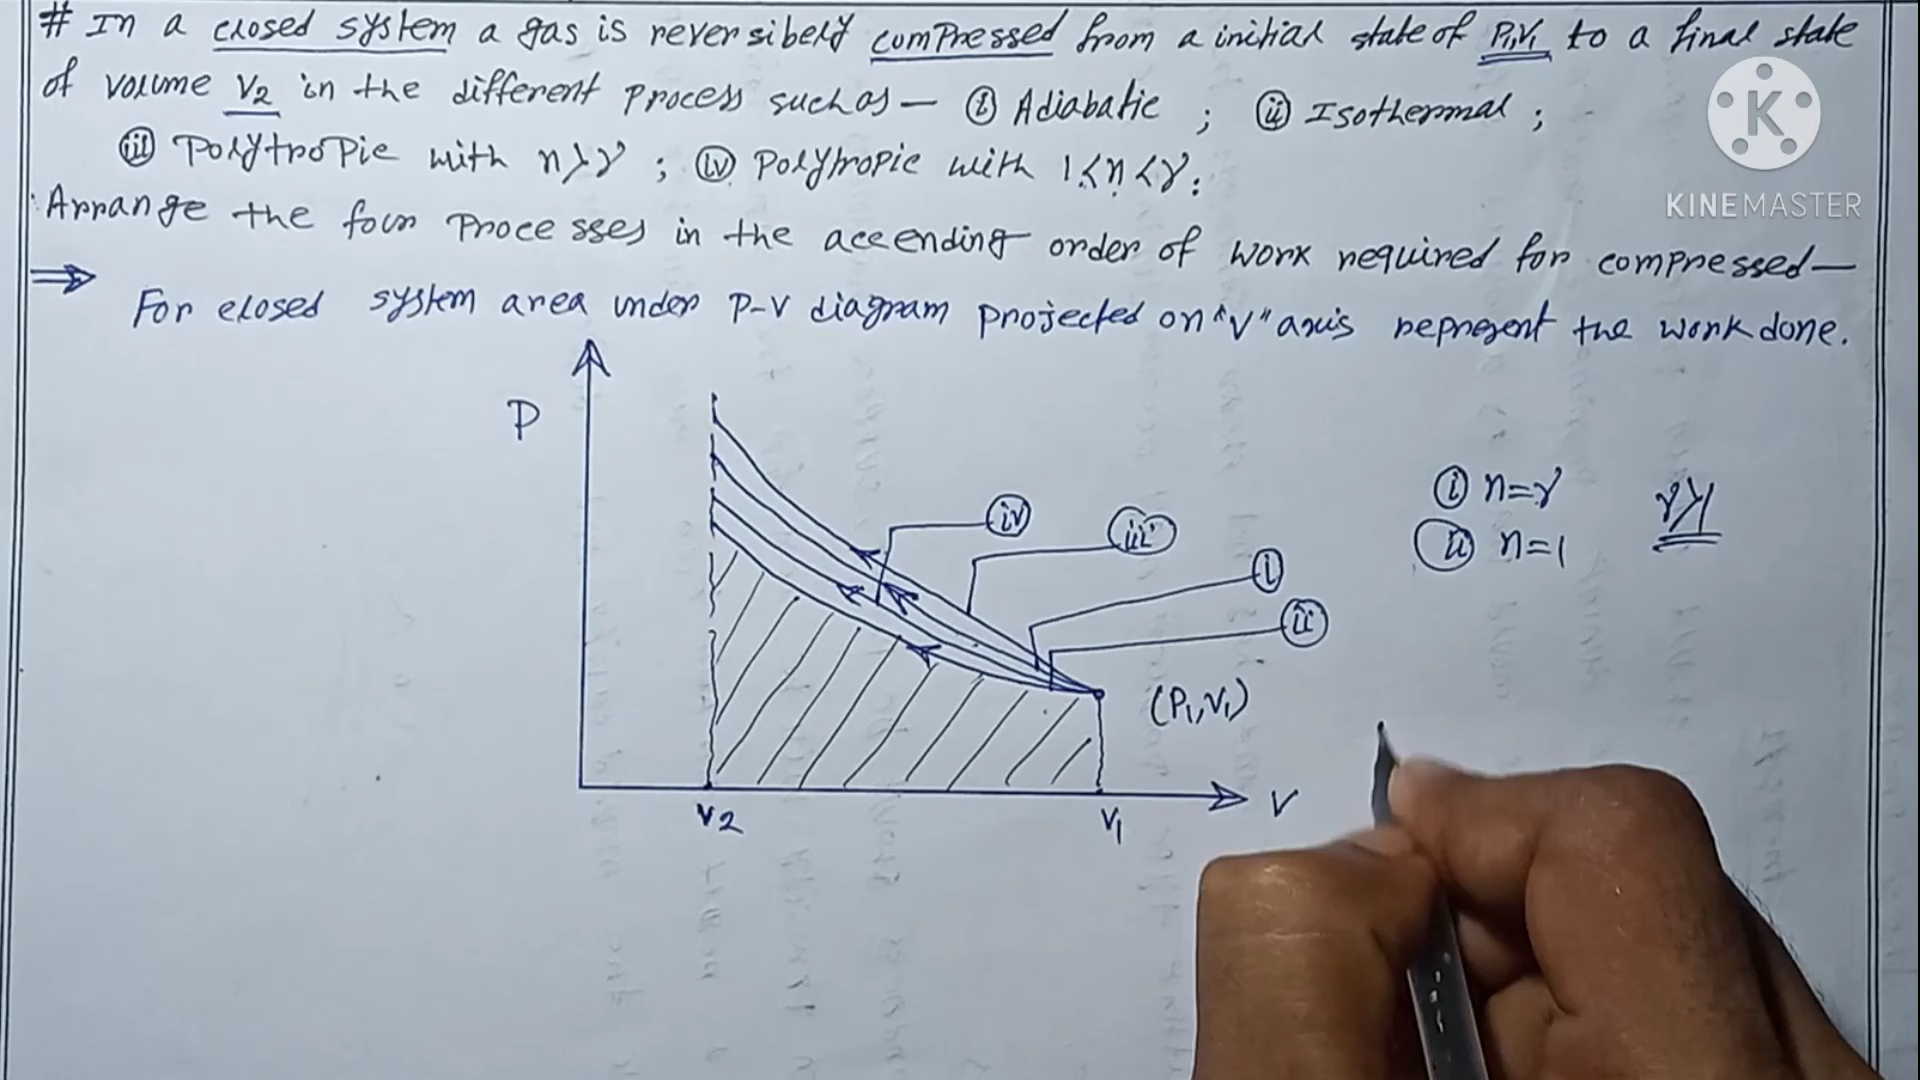 # In a closed system a gas is reversibely compressed from a initial state of P₁V₁ to a final state
of volume V2 in the different process such as — (i) Adiabatic ; (ii) Isothermal ;
(iii) Polytropic with n>γ ; (iv) Polytropic with 1<n<γ.
Arrange the four Processes in the accending order of work required for compressed—
⇒ For closed system area under P-V diagram projected on "V" axis represent the work done.
P
(iv)
(iii)
(i)
(ii)
(P₁,V₁)
V2
V₁
V
(i) n=γ
(ii) n=1
γ>1
K
KINEMASTER